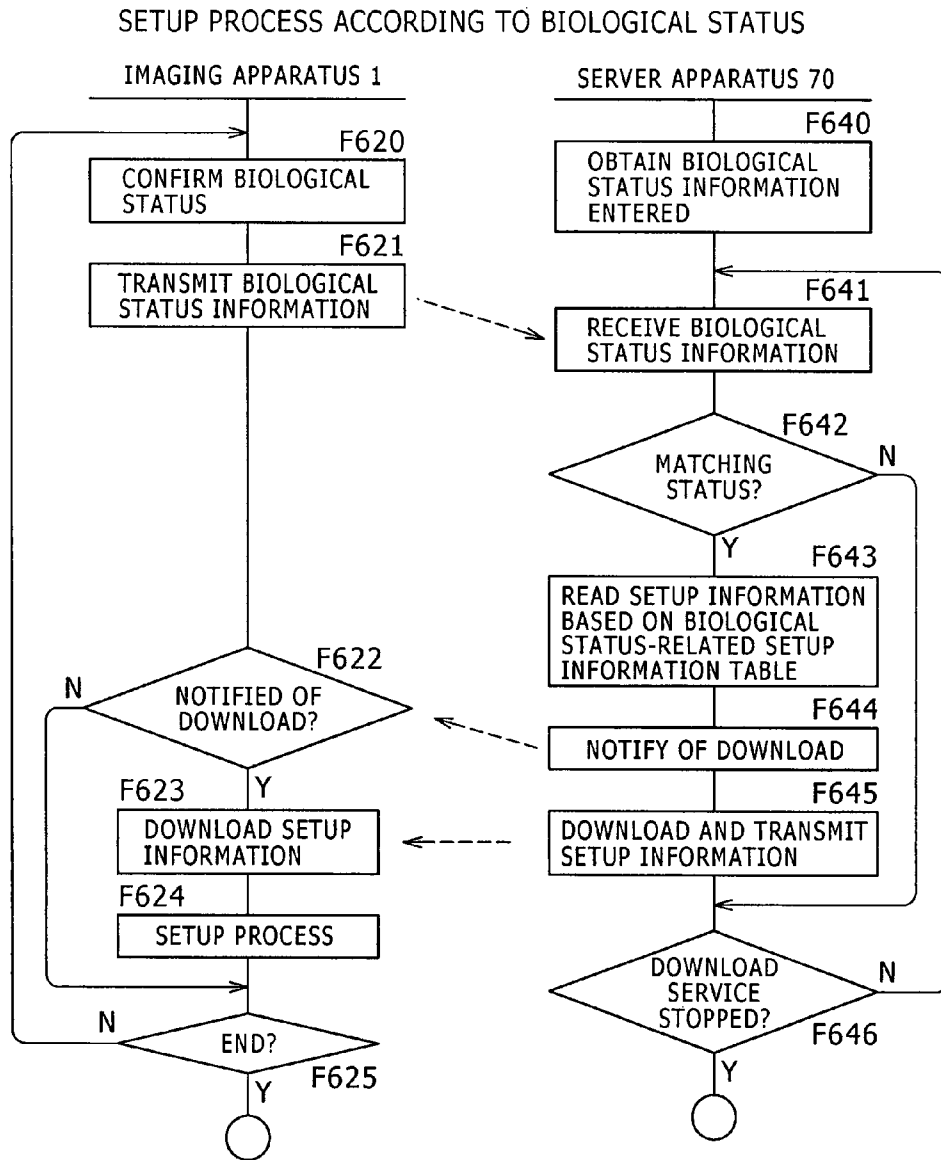 SETUP PROCESS ACCORDING TO BIOLOGICAL STATUS
IMAGING APPARATUS 1
F620
CONFIRM BIOLOGICAL
STATUS
F621
TRANSMIT BIOLOGICAL
STATUS INFORMATION
F622
N
NOTIFIED OF
DOWNLOAD?
Y
F623
DOWNLOAD SETUP
INFORMATION
F624
SETUP PROCESS
N
END?
F625
Y
SERVER APPARATUS 70
F640
OBTAIN BIOLOGICAL
STATUS INFORMATION
ENTERED
F641
RECEIVE BIOLOGICAL
STATUS INFORMATION
F642
N
MATCHING
STATUS?
Y
F643
READ SETUP INFORMATION
BASED ON BIOLOGICAL
STATUS-RELATED SETUP
INFORMATION TABLE
F644
NOTIFY OF DOWNLOAD
F645
DOWNLOAD AND TRANSMIT
SETUP INFORMATION
DOWNLOAD
SERVICE
STOPPED?
N
F646
Y